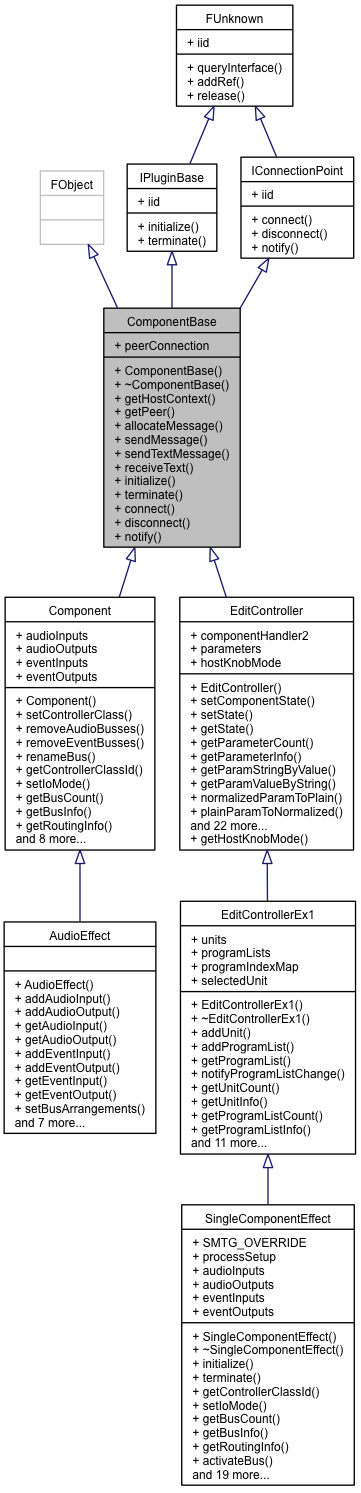 FUnknown
+ iid
+ queryInterface()
+ addRef()
+ release()
FObject
IPluginBase
+ iid
+ initialize()
+ terminate()
IConnectionPoint
+ iid
+ connect()
+ disconnect()
+ notify()
ComponentBase
+ peerConnection
+ ComponentBase()
+ ~ComponentBase()
+ getHostContext()
+ getPeer()
+ allocateMessage()
+ sendMessage()
+ sendTextMessage()
+ receiveText()
+ initialize()
+ terminate()
+ connect()
+ disconnect()
+ notify()
Component
+ audioInputs
+ audioOutputs
+ eventInputs
+ eventOutputs
+ Component()
+ setControllerClass()
+ removeAudioBusses()
+ removeEventBusses()
+ renameBus()
+ getControllerClassId()
+ setIoMode()
+ getBusCount()
+ getBusInfo()
+ getRoutingInfo()
and 8 more...
EditController
+ componentHandler2
+ parameters
+ hostKnobMode
+ EditController()
+ setComponentState()
+ setState()
+ getState()
+ getParameterCount()
+ getParameterInfo()
+ getParamStringByValue()
+ getParamValueByString()
+ normalizedParamToPlain()
+ plainParamToNormalized()
and 22 more...
+ getHostKnobMode()
AudioEffect
+ AudioEffect()
+ addAudioInput()
+ addAudioOutput()
+ getAudioInput()
+ getAudioOutput()
+ addEventInput()
+ addEventOutput()
+ getEventInput()
+ getEventOutput()
+ setBusArrangements()
and 7 more...
EditControllerEx1
+ units
+ programLists
+ programIndexMap
+ selectedUnit
+ EditControllerEx1()
+ ~EditControllerEx1()
+ addUnit()
+ addProgramList()
+ getProgramList()
+ notifyProgramListChange()
+ getUnitCount()
+ getUnitInfo()
+ getProgramListCount()
+ getProgramListInfo()
and 11 more...
SingleComponentEffect
+ SMTG_OVERRIDE
+ processSetup
+ audioInputs
+ audioOutputs
+ eventInputs
+ eventOutputs
+ SingleComponentEffect()
+ ~SingleComponentEffect()
+ initialize()
+ terminate()
+ getControllerClassId()
+ setIoMode()
+ getBusCount()
+ getBusInfo()
+ getRoutingInfo()
+ activateBus()
and 19 more...